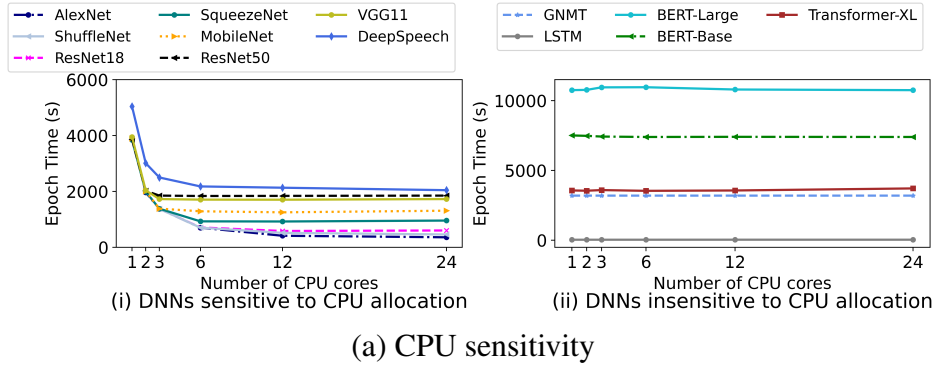 AlexNet SqueezeNet VGG11
ShuffleNet MobileNet DeepSpeech
ResNet18 ResNet50
6000
4000
2000
0
Epoch Time (s)
1 2 3 6 12 24
Number of CPU cores
(i) DNNs sensitive to CPU allocation
GNMT BERT-Large Transformer-XL
LSTM BERT-Base
10000
5000
0
Epoch Time (s)
1 2 3 6 12 24
Number of CPU cores
(ii) DNNs insensitive to CPU allocation
(a) CPU sensitivity